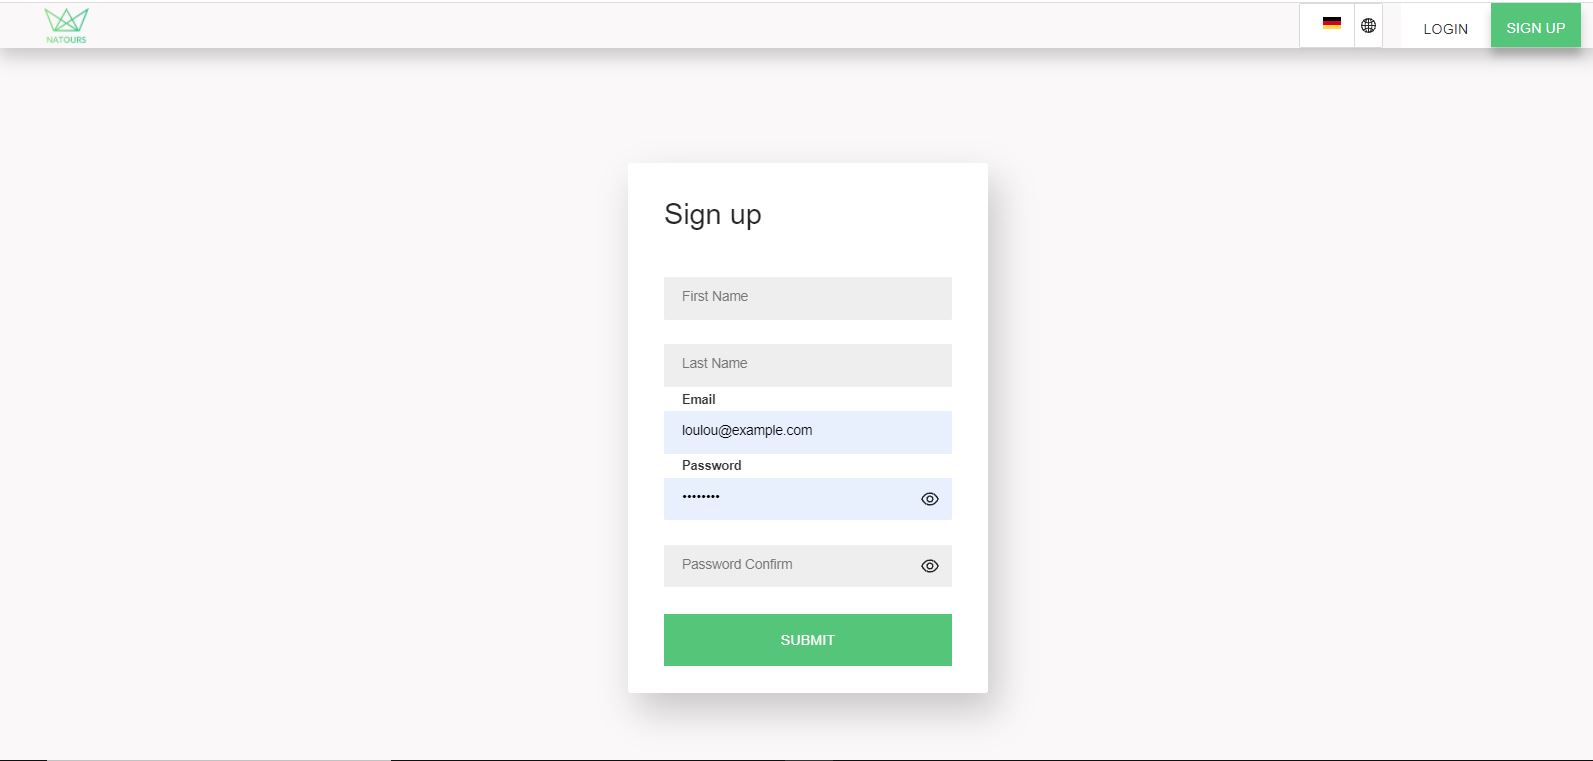 NATOURS
LOGIN
SIGN UP
Sign up
First Name
Last Name
Email
loulou@example.com
Password
••••••••
Password Confirm
SUBMIT